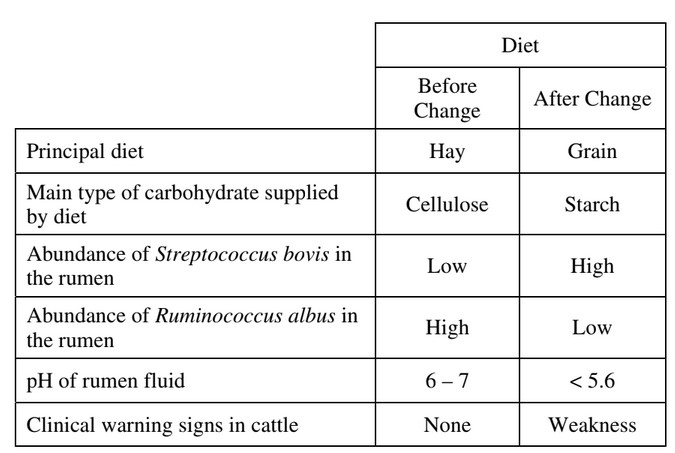 Diet
Before
Change
After Change
Principal diet
Hay
Grain
Main type of carbohydrate supplied
by diet
Cellulose
Starch
Abundance of Streptococcus bovis in
the rumen
Low
High
Abundance of Ruminococcus albus in
the rumen
High
Low
pH of rumen fluid
6 – 7
< 5.6
Clinical warning signs in cattle
None
Weakness